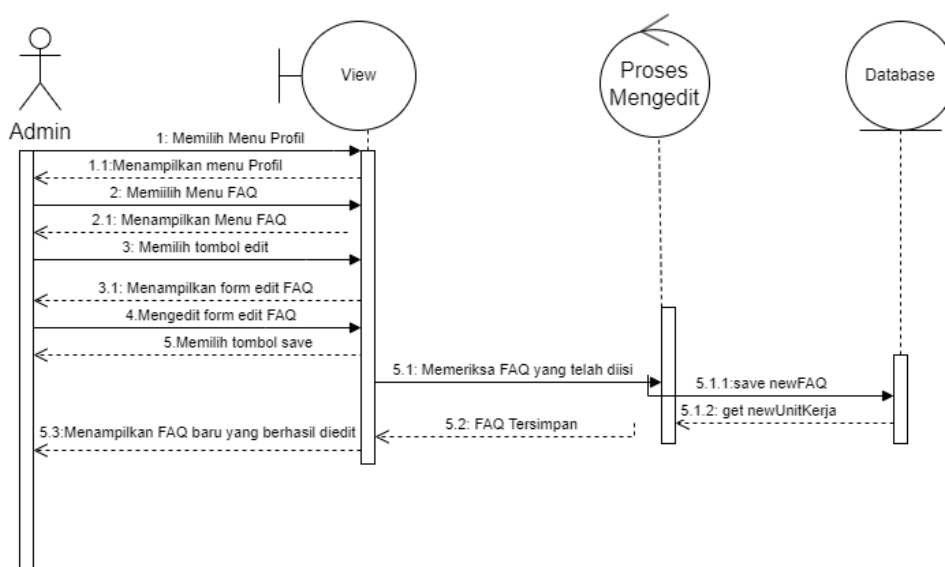 View
Proses
Mengedit
Database
Admin
1: Memilih Menu Profil
1.1:Menampilkan menu Profil
2: Memiilih Menu FAQ
2.1: Menampilkan Menu FAQ
3: Memilih tombol edit
3.1: Menampilkan form edit FAQ
4.Mengedit form edit FAQ
5.Memilih tombol save
5.1: Memeriksa FAQ yang telah diisi
5.1.1:save newFAQ
5.1.2: get newUnitKerja
5.2: FAQ Tersimpan
5.3:Menampilkan FAQ baru yang berhasil diedit